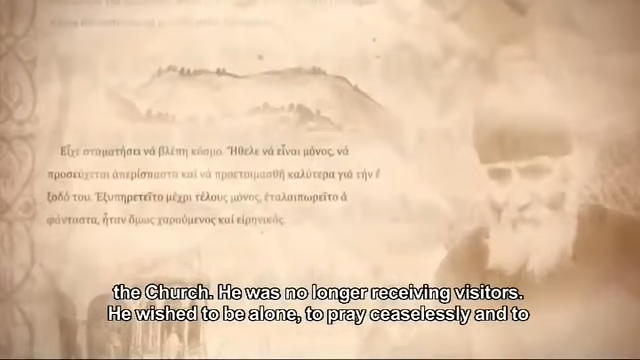 Εἶχε σταματήσει νά βλέπη κόσμο. Ἤθελε νά εἶναι μόνος, νά
προσεύχεται ἀπερίσπαστα καί νά προετοιμασθῆ καλύτερα γιά τήν ἔ
ξοδό του. Ἐξυπηρετεῖτο μέχρι τέλους μόνος, ἐταλαιπωρεῖτο ἀ
φάνταστα, ἦταν ὅμως χαρούμενος καί εἰρηνικός.
the Church. He was no longer receiving visitors.
He wished to be alone, to pray ceaselessly and to